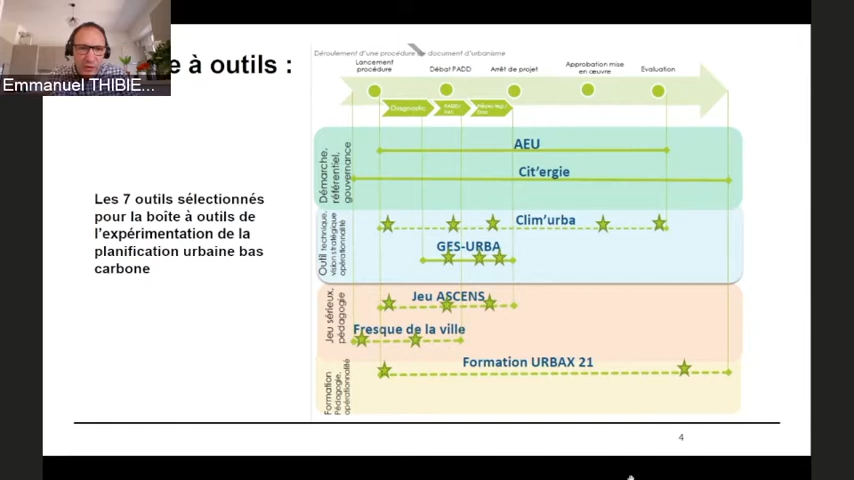 e à outils :
Emmanuel THIBIE...
Déroulement d'une procédure de document d'urbanisme
Lancement
procédure
Débat PADD
Arrêt de projet
Approbation mise
en œuvre
Evaluation
Diagnostic
Démarche,
référentiel,
gouvernance
AEU
Cit'ergie
Les 7 outils sélectionnés
pour la boîte à outils de
l'expérimentation de la
planification urbaine bas
carbone
Outil technique,
vision stratégique
opérationnalité
Clim'urba
GES-URBA
Jeu sérieux,
pédagogie
Jeu ASCENS
Fresque de la ville
Formation
Pédagogie,
opérationnalité
Formation URBAX 21
4